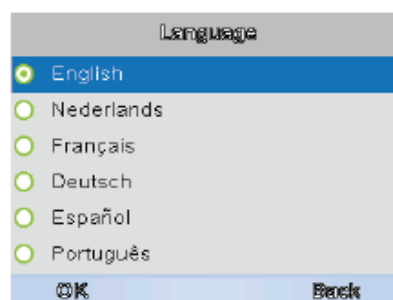 Language
English
Nederlands
Français
Deutsch
Español
Português
OK Back